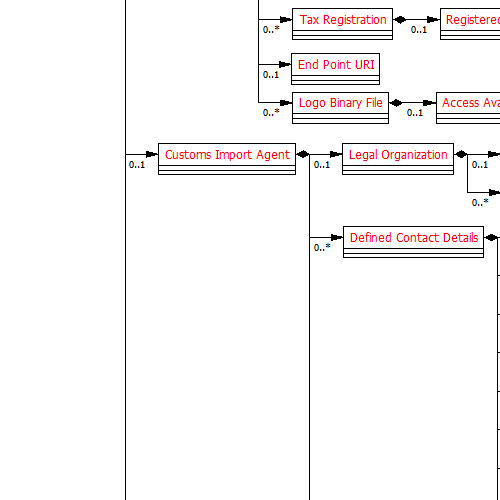 Tax Registration
Registered
0..*
0..1
End Point URI
0..1
Logo Binary File
Access Ava
0..*
0..1
Customs Import Agent
Legal Organization
0..1
0..1
0..1
0..*
Defined Contact Details
0..*